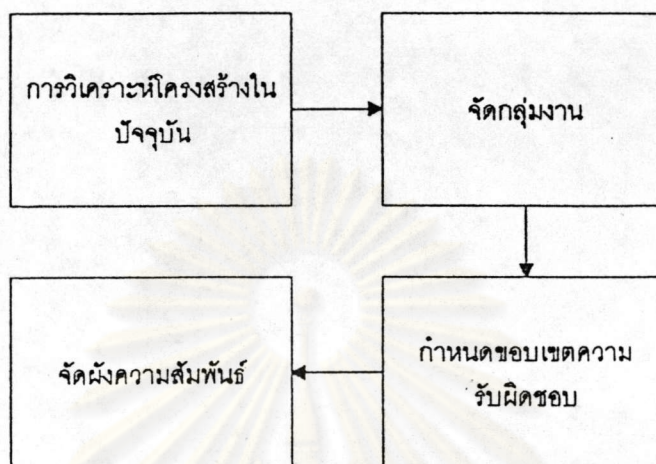 การวิเคราะห์โครงสร้างใน
ปัจจุบัน
จัดกลุ่มงาน
กำหนดขอบเขตความ
รับผิดชอบ
จัดผังความสัมพันธ์